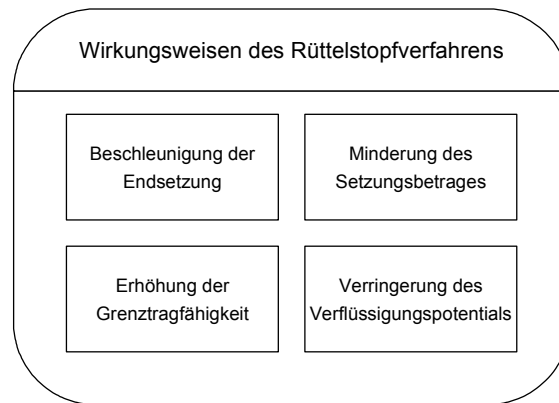 Wirkungsweisen des Rüttelstopfverfahrens
Beschleunigung der
Endsetzung
Minderung des
Setzungsbetrages
Erhöhung der
Grenztragfähigkeit
Verringerung des
Verflüssigungspotentials